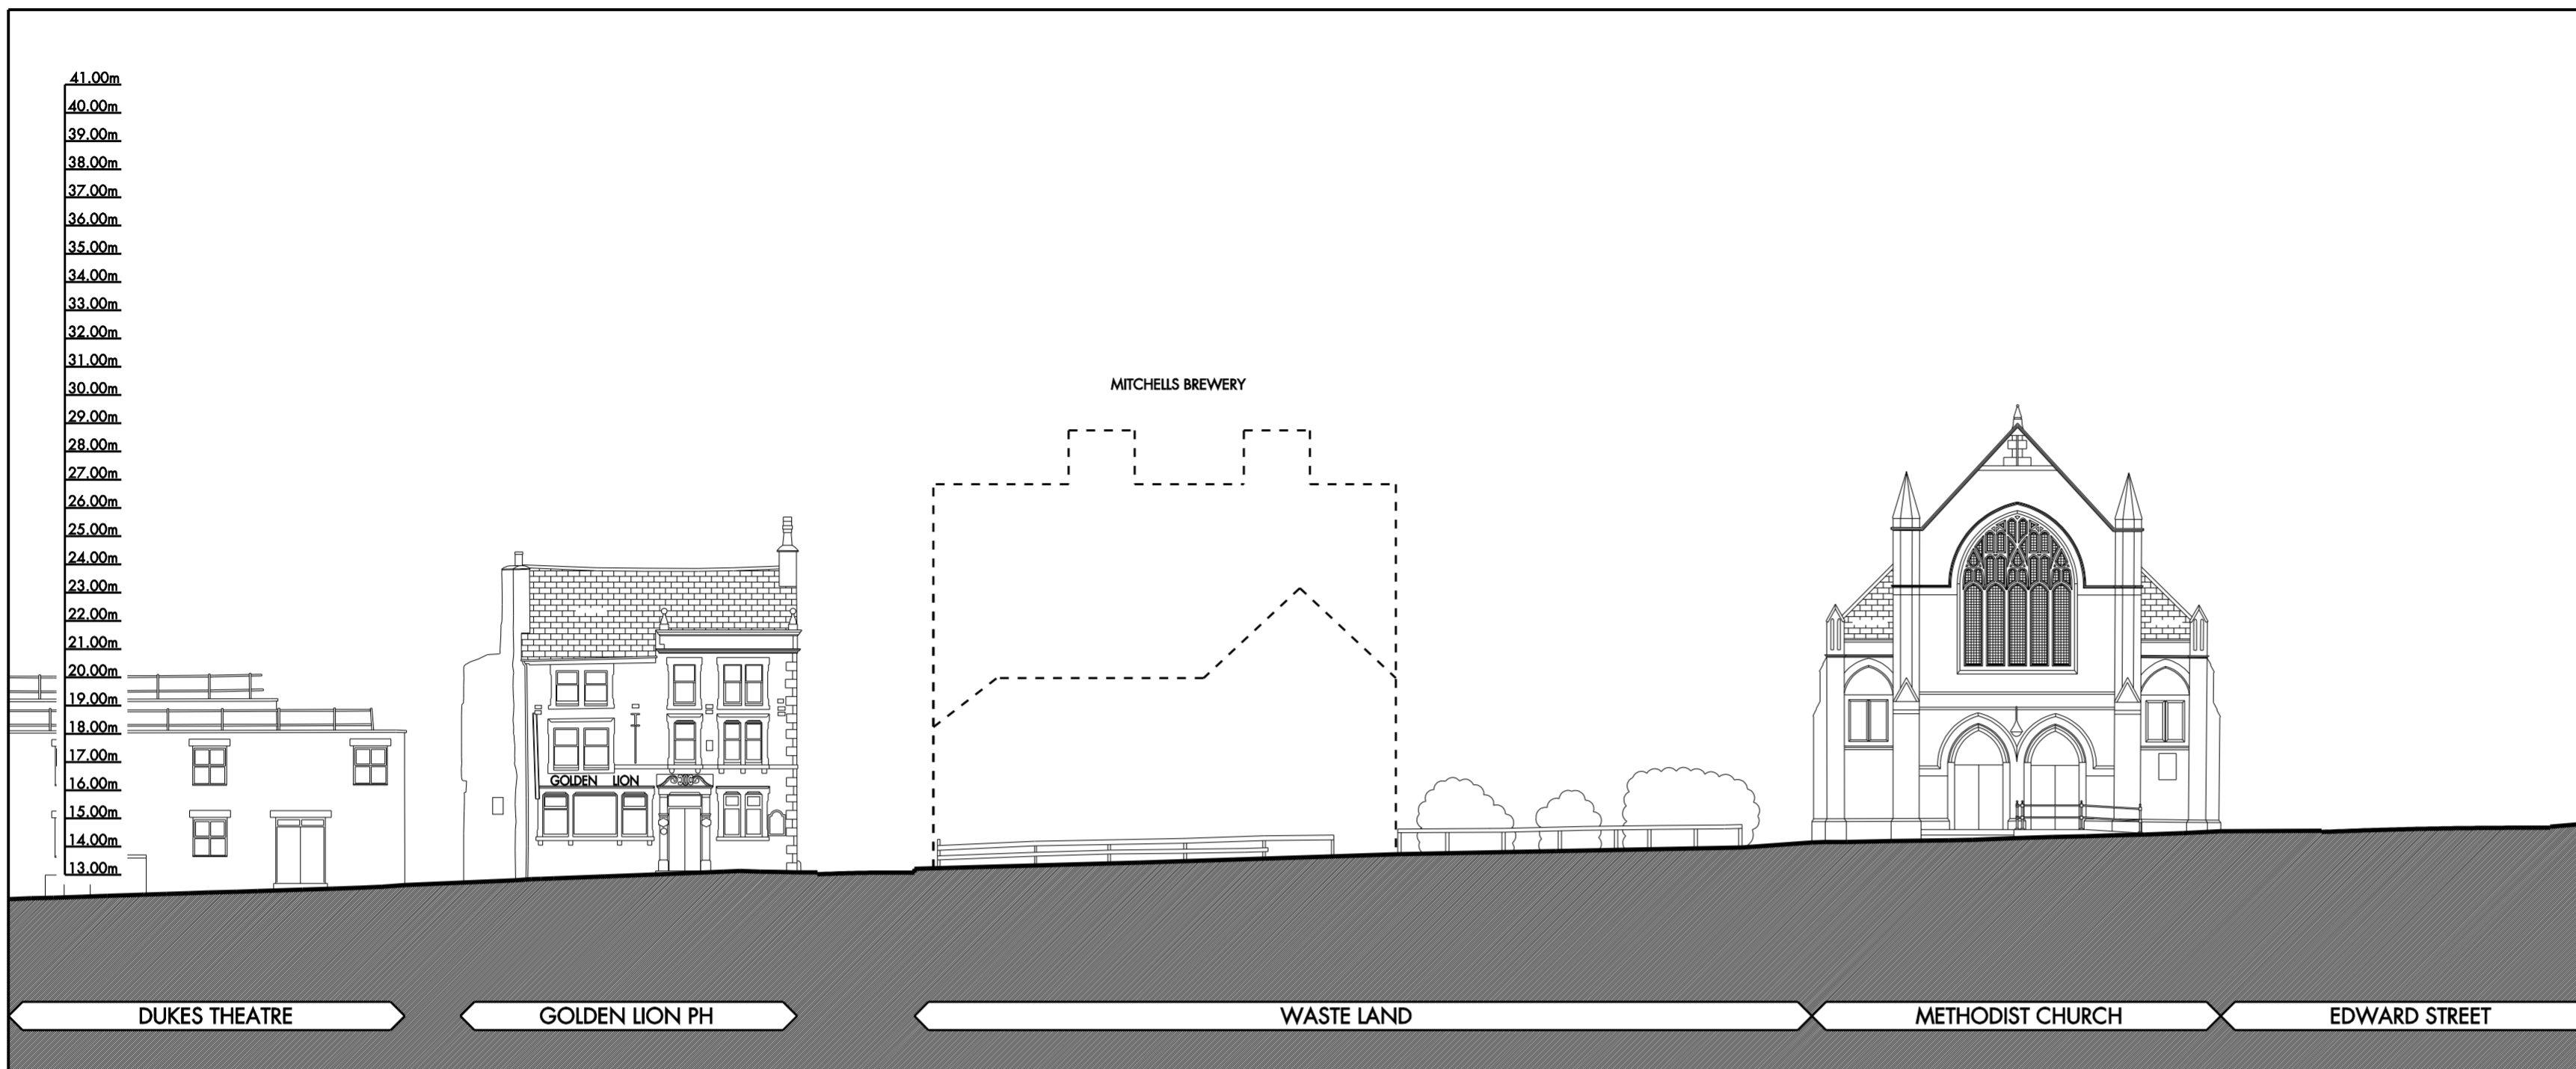 41.00m
40.00m
39.00m
38.00m
37.00m
36.00m
35.00m
34.00m
33.00m
32.00m
31.00m
30.00m
29.00m
28.00m
27.00m
26.00m
25.00m
24.00m
23.00m
22.00m
21.00m
20.00m
19.00m
18.00m
17.00m
16.00m
15.00m
14.00m
13.00m
MITCHELLS BREWERY
GOLDEN LION
DUKES THEATRE
GOLDEN LION PH
WASTE LAND
METHODIST CHURCH
EDWARD STREET